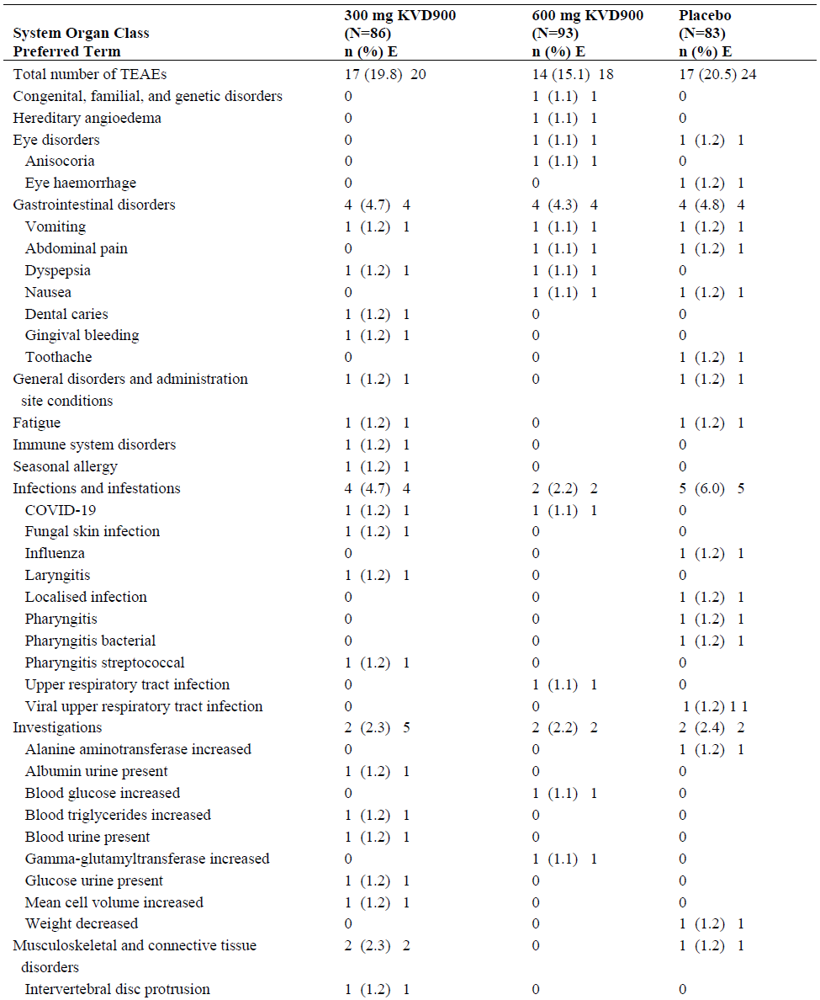 300 mg KVD900 600 mg KVD900 Placebo
System Organ Class (N=86) (N=93) (N=83)
Preferred Term n (%) E n (%) E n (%) E
Total number of TEAEs 17 (19.8) 20 14 (15.1) 18 17 (20.5) 24
Congenital, familial, and genetic disorders 0 1 (1.1) 1 0
Hereditary angioedema 0 1 (1.1) 1 0
Eye disorders 0 1 (1.1) 1 1 (1.2) 1
Anisocoria 0 1 (1.1) 1 0
Eye haemorrhage 0 0 1 (1.2) 1
Gastrointestinal disorders 4 (4.7) 4 4 (4.3) 4 4 (4.8) 4
Vomiting 1 (1.2) 1 1 (1.1) 1 1 (1.2) 1
Abdominal pain 0 1 (1.1) 1 1 (1.2) 1
Dyspepsia 1 (1.2) 1 1 (1.1) 1 0
Nausea 0 1 (1.1) 1 1 (1.2) 1
Dental caries 1 (1.2) 1 0 0
Gingival bleeding 1 (1.2) 1 0 0
Toothache 0 0 1 (1.2) 1
General disorders and administration 1 (1.2) 1 0 1 (1.2) 1
site conditions
Fatigue 1 (1.2) 1 0 1 (1.2) 1
Immune system disorders 1 (1.2) 1 0 0
Seasonal allergy 1 (1.2) 1 0 0
Infections and infestations 4 (4.7) 4 2 (2.2) 2 5 (6.0) 5
COVID-19 1 (1.2) 1 1 (1.1) 1 0
Fungal skin infection 1 (1.2) 1 0 0
Influenza 0 0 1 (1.2) 1
Laryngitis 1 (1.2) 1 0 0
Localised infection 0 0 1 (1.2) 1
Pharyngitis 0 0 1 (1.2) 1
Pharyngitis bacterial 0 0 1 (1.2) 1
Pharyngitis streptococcal 1 (1.2) 1 0 0
Upper respiratory tract infection 0 1 (1.1) 1 0
Viral upper respiratory tract infection 0 0 1 (1.2) 1 1
Investigations 2 (2.3) 5 2 (2.2) 2 2 (2.4) 2
Alanine aminotransferase increased 0 0 1 (1.2) 1
Albumin urine present 1 (1.2) 1 0 0
Blood glucose increased 0 1 (1.1) 1 0
Blood triglycerides increased 1 (1.2) 1 0 0
Blood urine present 1 (1.2) 1 0 0
Gamma-glutamyltransferase increased 0 1 (1.1) 1 0
Glucose urine present 1 (1.2) 1 0 0
Mean cell volume increased 1 (1.2) 1 0 0
Weight decreased 0 0 1 (1.2) 1
Musculoskeletal and connective tissue 2 (2.3) 2 0 1 (1.2) 1
disorders
Intervertebral disc protrusion 1 (1.2) 1 0 0